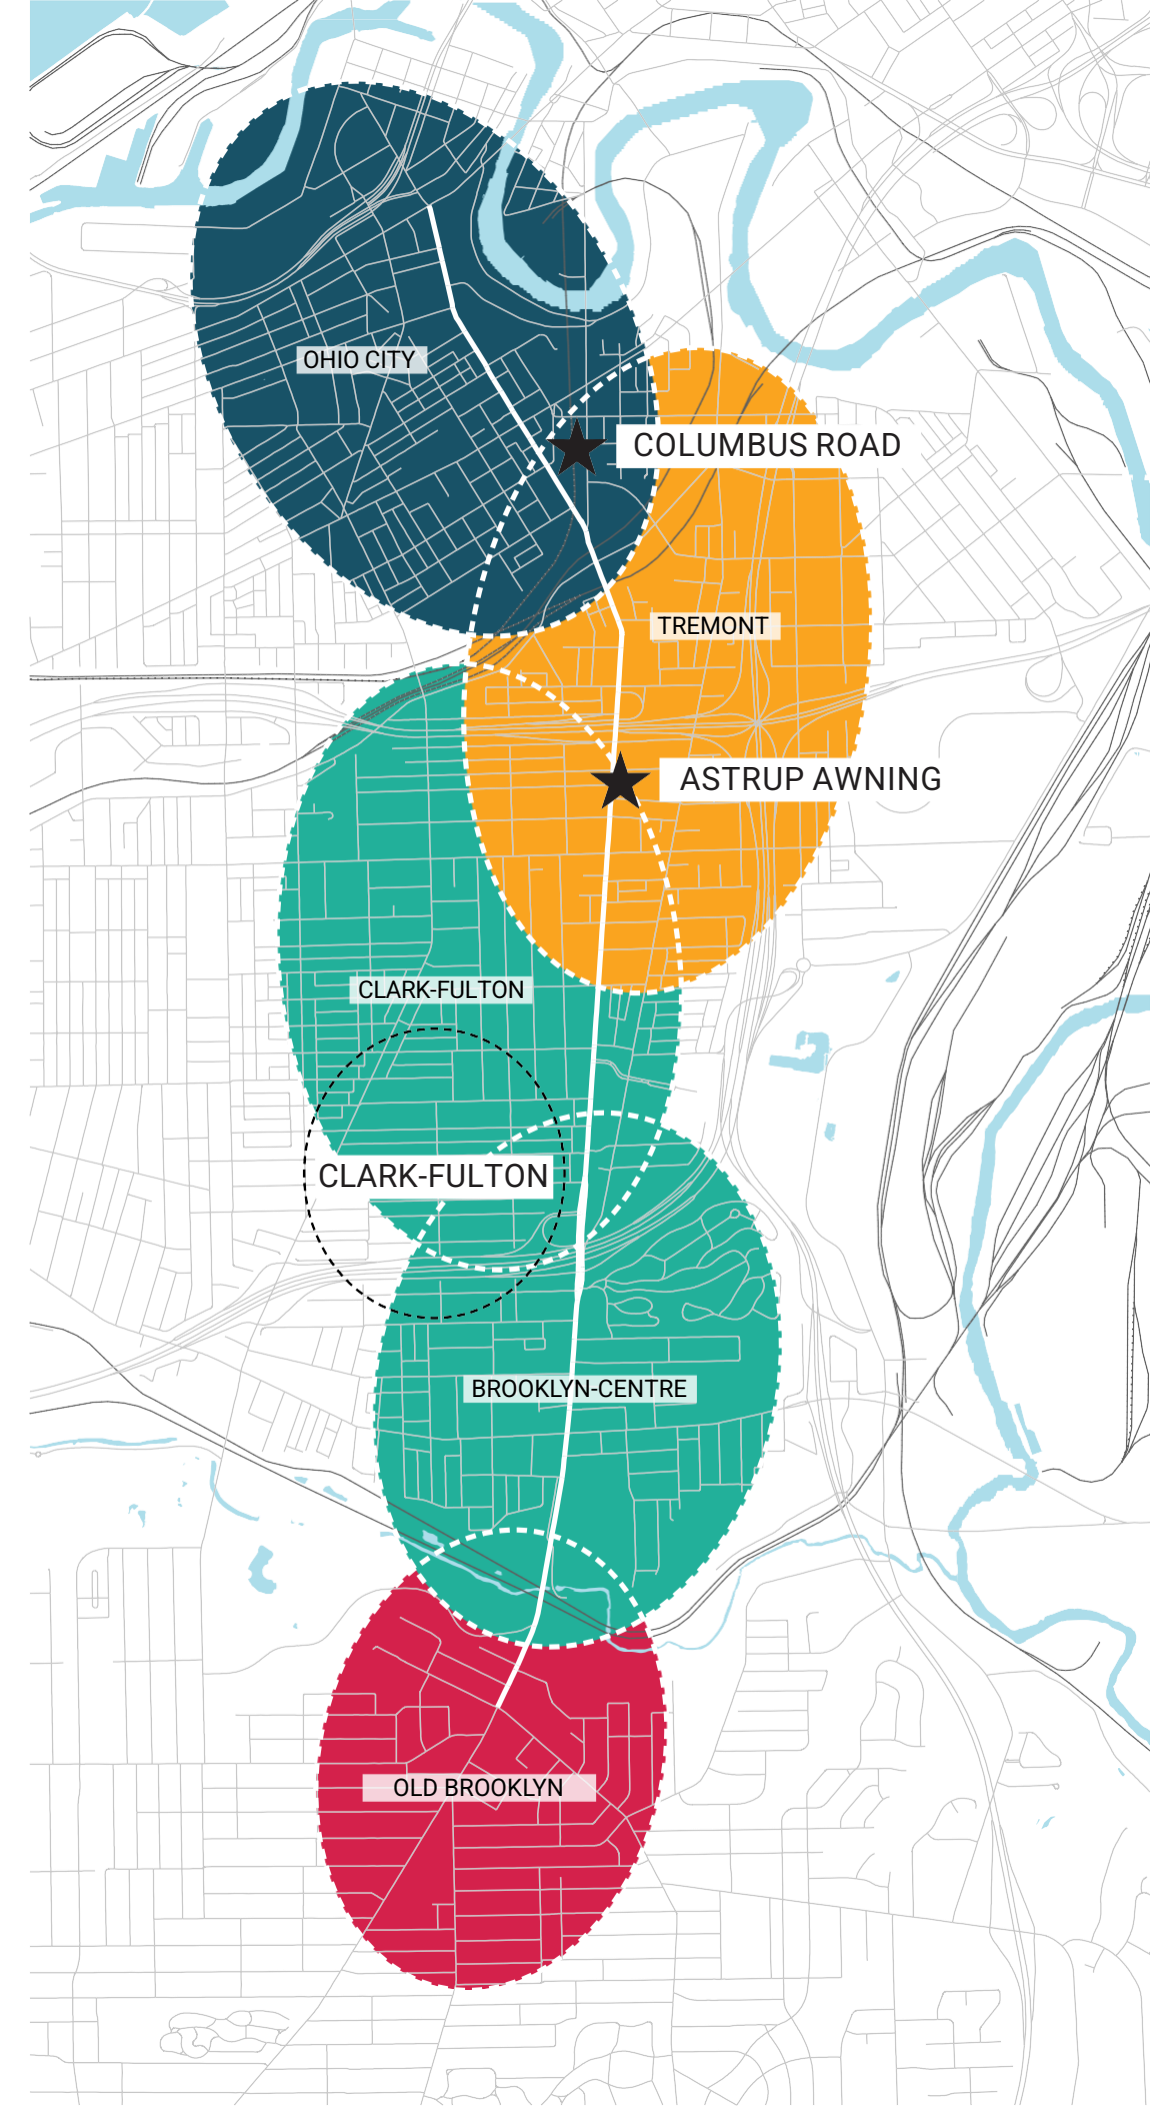 OHIO CITY
COLUMBUS ROAD
TREMONT
ASTRUP AWNING
CLARK-FULTON
CLARK-FULTON
BROOKLYN-CENTRE
OLD BROOKLYN